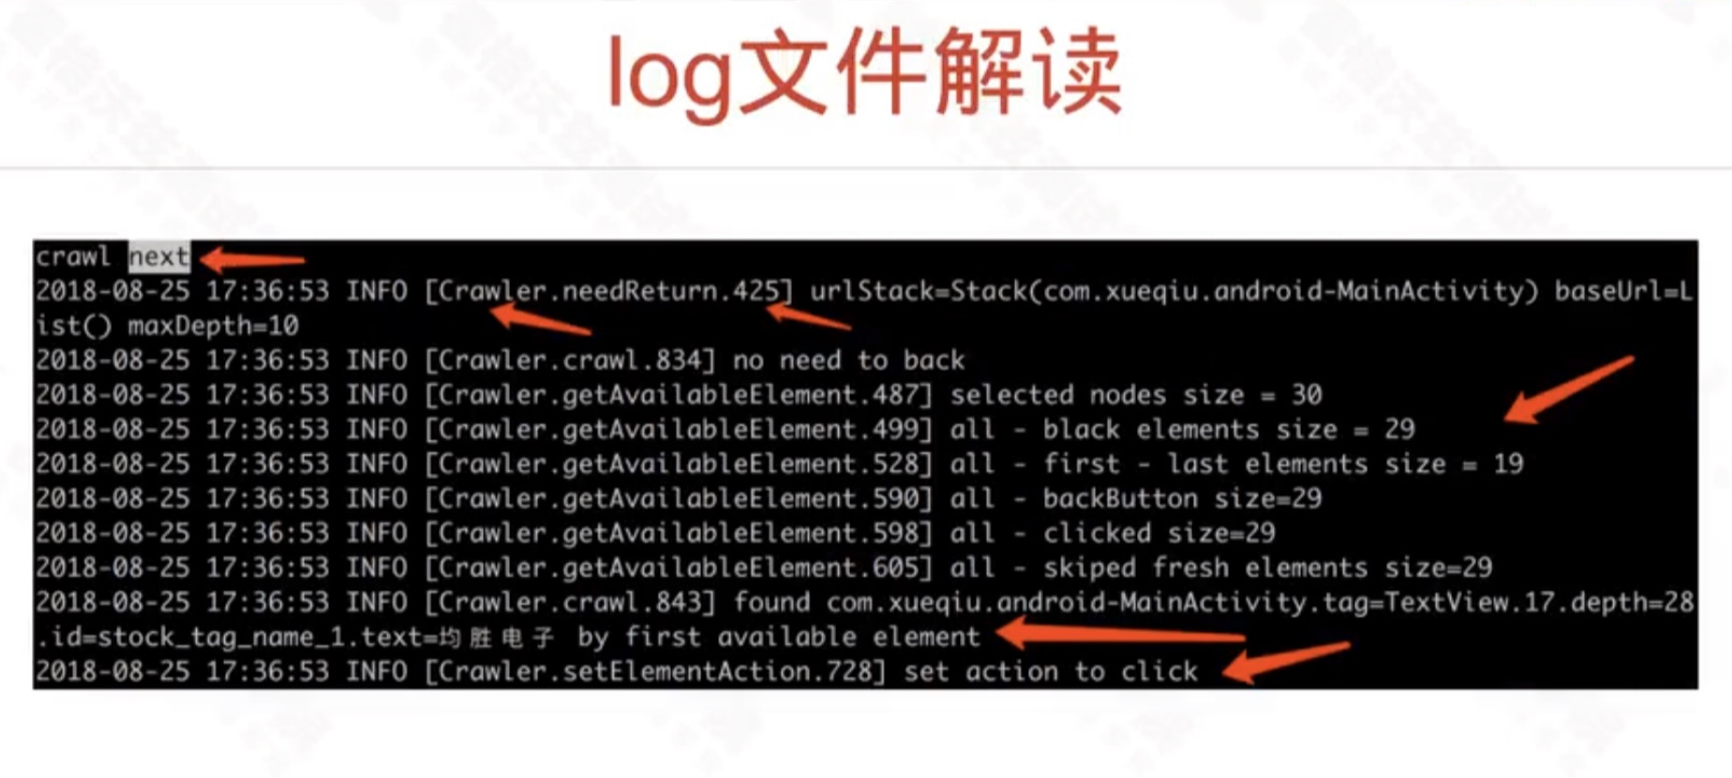 log文件解读
crawl next
2018-08-25 17:36:53 INFO [Crawler.needReturn.425] urlStack=Stack(com.xueqiu.android-MainActivity) baseUrl=L
ist() maxDepth=10
2018-08-25 17:36:53 INFO [Crawler.crawl.834] no need to back
2018-08-25 17:36:53 INFO [Crawler.getAvailableElement.487] selected nodes size = 30
2018-08-25 17:36:53 INFO [Crawler.getAvailableElement.499] all - black elements size = 29
2018-08-25 17:36:53 INFO [Crawler.getAvailableElement.528] all - first - last elements size = 19
2018-08-25 17:36:53 INFO [Crawler.getAvailableElement.590] all - backButton size=29
2018-08-25 17:36:53 INFO [Crawler.getAvailableElement.598] all - clicked size=29
2018-08-25 17:36:53 INFO [Crawler.getAvailableElement.605] all - skiped fresh elements size=29
2018-08-25 17:36:53 INFO [Crawler.crawl.843] found com.xueqiu.android-MainActivity.tag=TextView.17.depth=28
.id=stock_tag_name_1.text=均胜电子 by first available element
2018-08-25 17:36:53 INFO [Crawler.setElementAction.728] set action to click